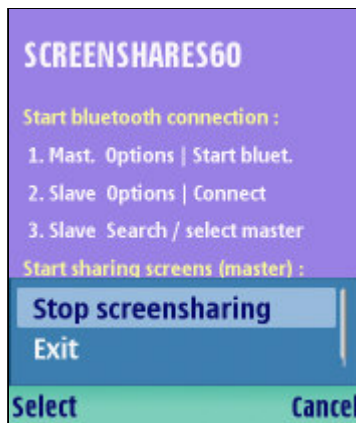 SCREENSHARES60
Start bluetooth connection :
1. Mast. Options | Start bluet.
2. Slave Options | Connect
3. Slave Search / select master
Start sharing screens (master) :
Stop screensharing
Exit
Select Cancel